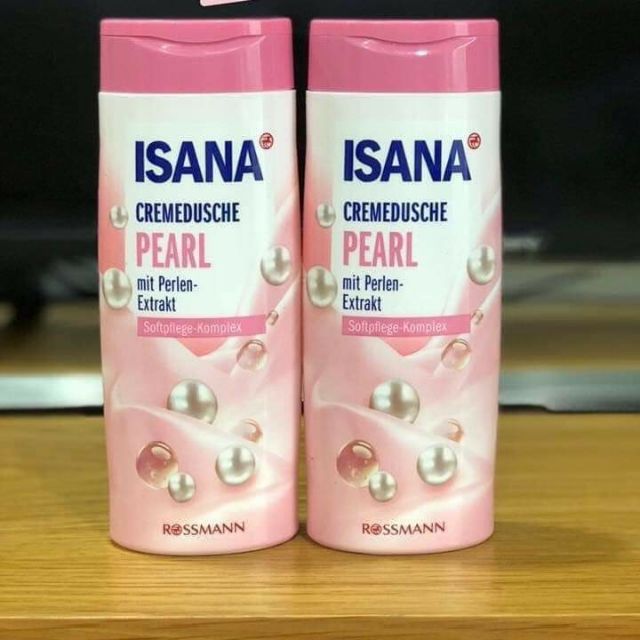 ISANA
CREMEDUSCHE
PEARL
mit Perlen-
Extrakt
Softpflege-Komplex
ROSSMANN
ISANA
CREMEDUSCHE
PEARL
mit Perlen-
Extrakt
Softpflege-Komplex
ROSSMANN